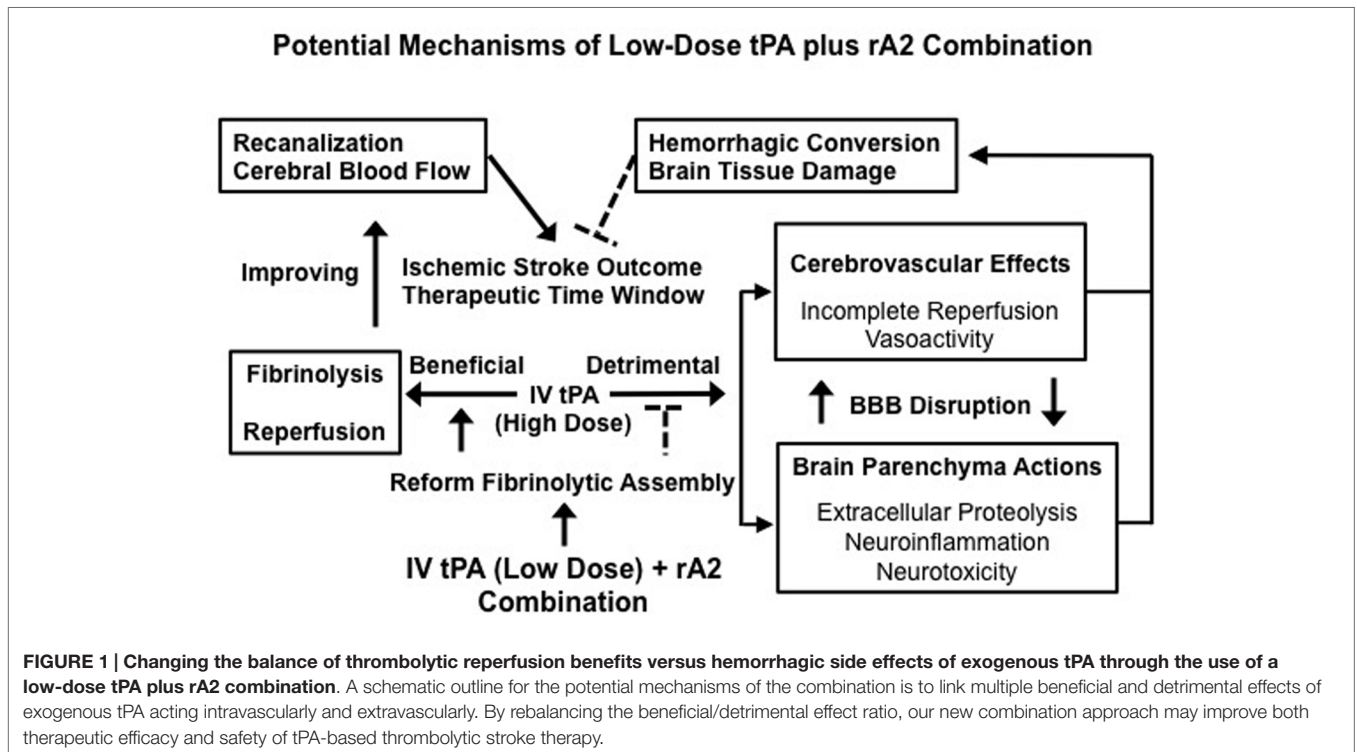 Potential Mechanisms of Low-Dose tPA plus rA2 Combination
Recanalization
Cerebral Blood Flow
Hemorrhagic Conversion
Brain Tissue Damage
Improving
Ischemic Stroke Outcome
Therapeutic Time Window
Cerebrovascular Effects
Incomplete Reperfusion
Vasoactivity
Fibrinolysis
Reperfusion
Beneficial
Detrimental
IV tPA
(High Dose)
BBB Disruption
Reform Fibrinolytic Assembly
Brain Parenchyma Actions
Extracellular Proteolysis
Neuroinflammation
Neurotoxicity
IV tPA (Low Dose) + rA2
Combination
FIGURE 1 | Changing the balance of thrombolytic reperfusion benefits versus hemorrhagic side effects of exogenous tPA through the use of a
low-dose tPA plus rA2 combination. A schematic outline for the potential mechanisms of the combination is to link multiple beneficial and detrimental effects of
exogenous tPA acting intravascularly and extravascularly. By rebalancing the beneficial/detrimental effect ratio, our new combination approach may improve both
therapeutic efficacy and safety of tPA-based thrombolytic stroke therapy.